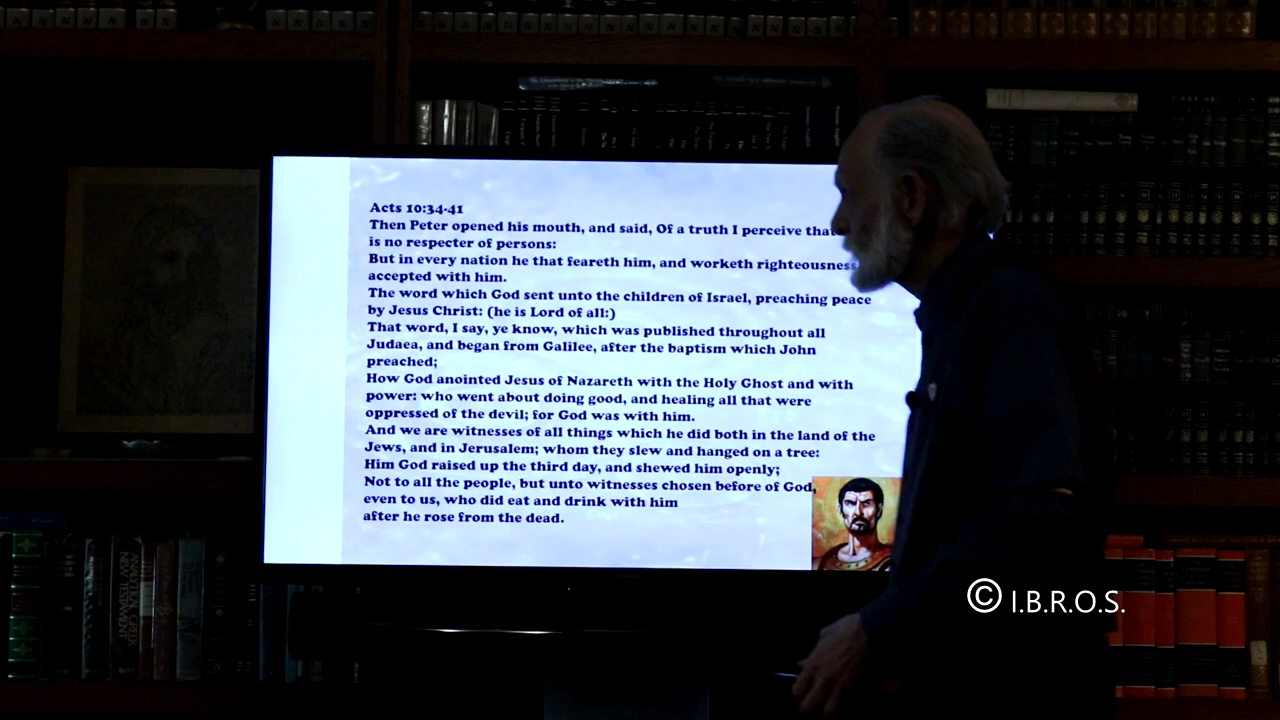 Acts 10:34-41
Then Peter opened his mouth, and said, Of a truth I perceive that
is no respecter of persons:
But in every nation he that feareth him, and worketh righteousness
accepted with him.
The word which God sent unto the children of Israel, preaching peace
by Jesus Christ: (he is Lord of all:)
That word, I say, ye know, which was published throughout all
Judaea, and began from Galilee, after the baptism which John
preached;
How God anointed Jesus of Nazareth with the Holy Ghost and with
power: who went about doing good, and healing all that were
oppressed of the devil; for God was with him.
And we are witnesses of all things which he did both in the land of the
Jews, and in Jerusalem; whom they slew and hanged on a tree:
Him God raised up the third day, and shewed him openly;
Not to all the people, but unto witnesses chosen before of God,
even to us, who did eat and drink with him
after he rose from the dead.
ANALYTICAL GREEK
NEW TESTAMENT
© I.B.R.O.S.